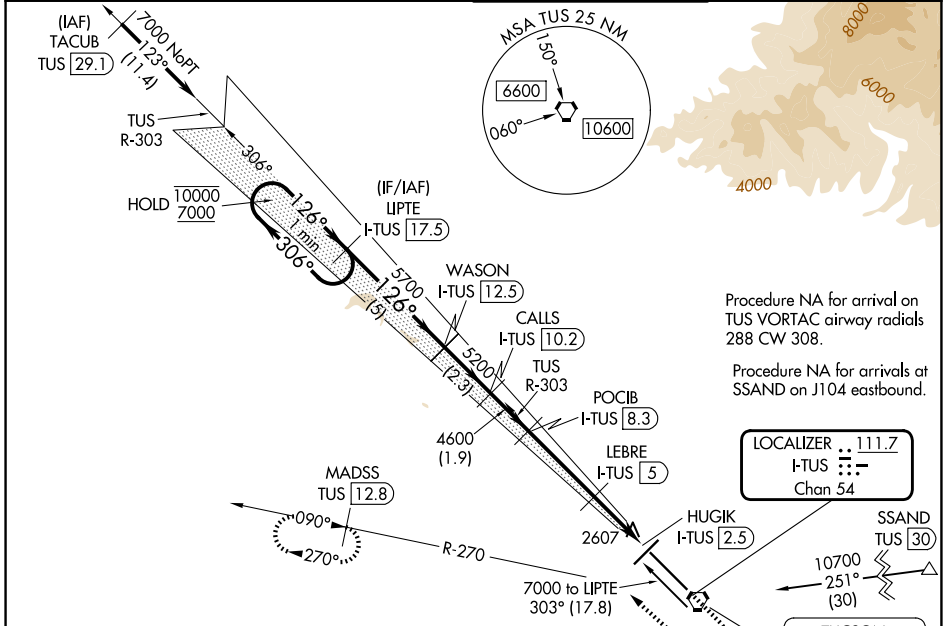 (IAF)
TACUB
TUS 29.1
7000 NoPT
123°
(11.4)
TUS
R-303
306°
HOLD 10000
7000
126°
1 min
306°
(IF/IAF)
LIPTE
I-TUS 17.5
5700
126°
(5)
WASON
I-TUS 12.5
CALLS
I-TUS 10.2
5200
(2.3)
TUS
R-303
POCIB
I-TUS 8.3
4600
(1.9)
LEBRE
I-TUS 5
2607
HUGIK
I-TUS 2.5
MADSS
TUS 12.8
090°
270°
R-270
7000 to LIPTE
303° (17.8)
MSA TUS 25 NM
150°
6600
060°
10600
8000
6000
4000
Procedure NA for arrival on
TUS VORTAC airway radials
288 CW 308.
Procedure NA for arrivals at
SSAND on J104 eastbound.
LOCALIZER 111.7
I-TUS
Chan 54
SSAND
TUS 30
10700
251°
(30)